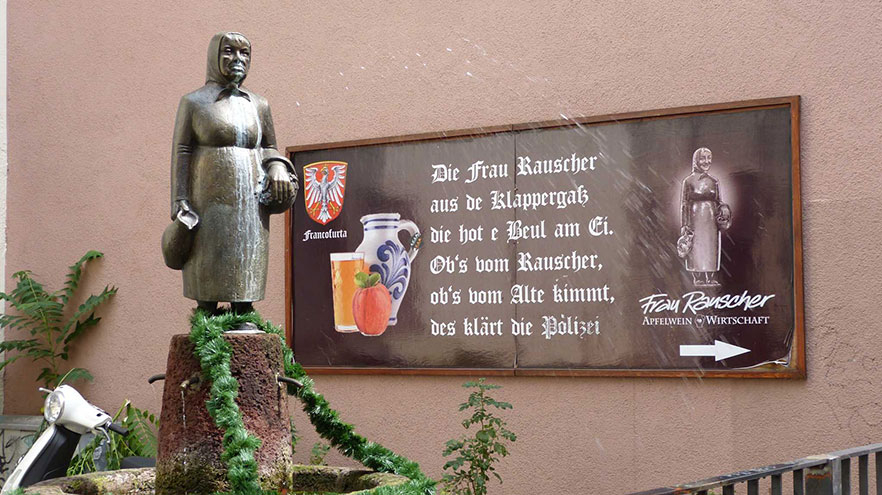 Francofurta
Die Frau Rauscher
aus de Klappergaß
die hot e Beul am Ei.
Ob's vom Rauscher,
ob's vom Alte kimmt,
des klärt die Polizei
Frau Rauscher
APFELWEIN WIRTSCHAFT